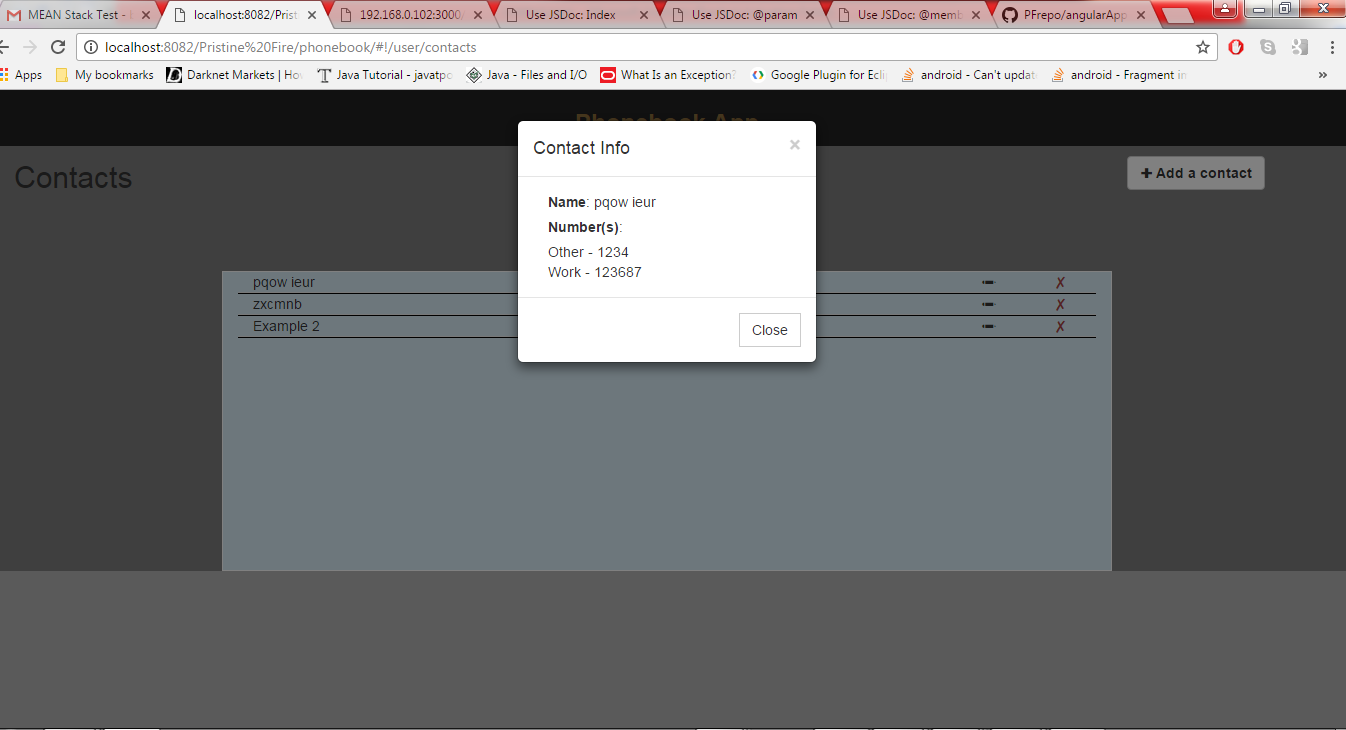 MEAN Stack Test - localhost:8082/Prist 192.168.0.102:3000/ Use JSDoc: Index Use JSDoc: @param Use JSDoc: @memb PFrepo/angularApp
localhost:8082/Pristine%20Fire/phonebook/#!/user/contacts
Apps My bookmarks Darknet Markets | Ho Java Tutorial - javatpo Java - Files and I/O What Is an Exception? Google Plugin for Ecli android - Can't updat android - Fragment in »
Phonebook App
Contacts
+ Add a contact
Contact Info ×
Name: pqow ieur
Number(s):
Other - 1234
Work - 123687
Close
pqow ieur ✗
zxcmnb ✗
Example 2 ✗